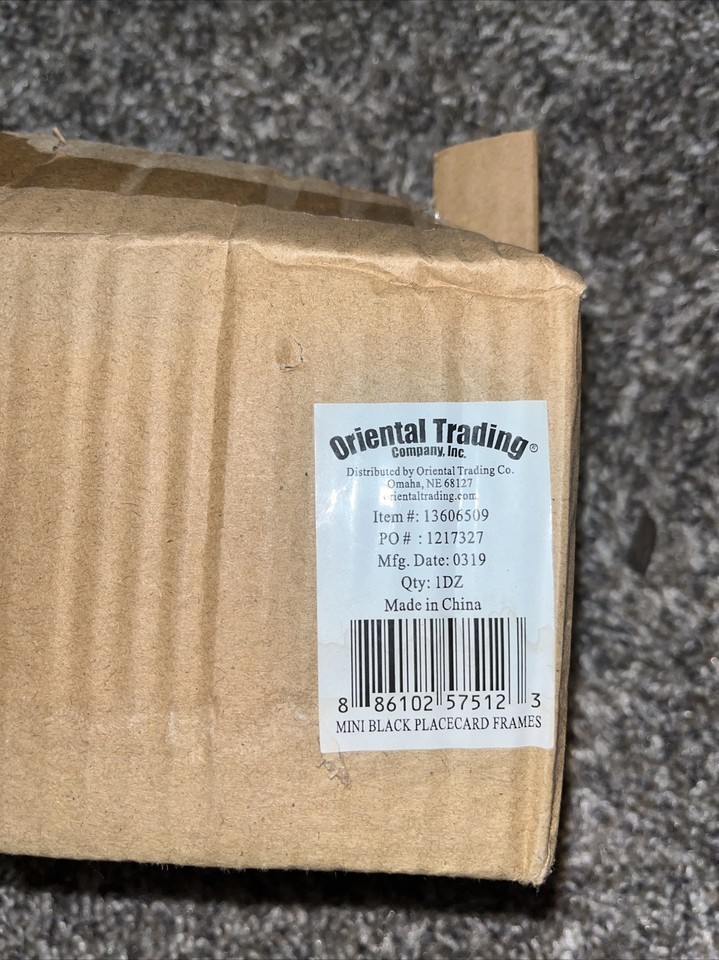 Oriental Trading®
Company, Inc.
Distributed by Oriental Trading Co.
Omaha, NE 68127
orientaltrading.com
Item #: 13606509
PO # : 1217327
Mfg. Date: 0319
Qty: 1DZ
Made in China
8 86102 57512 3
MINI BLACK PLACECARD FRAMES